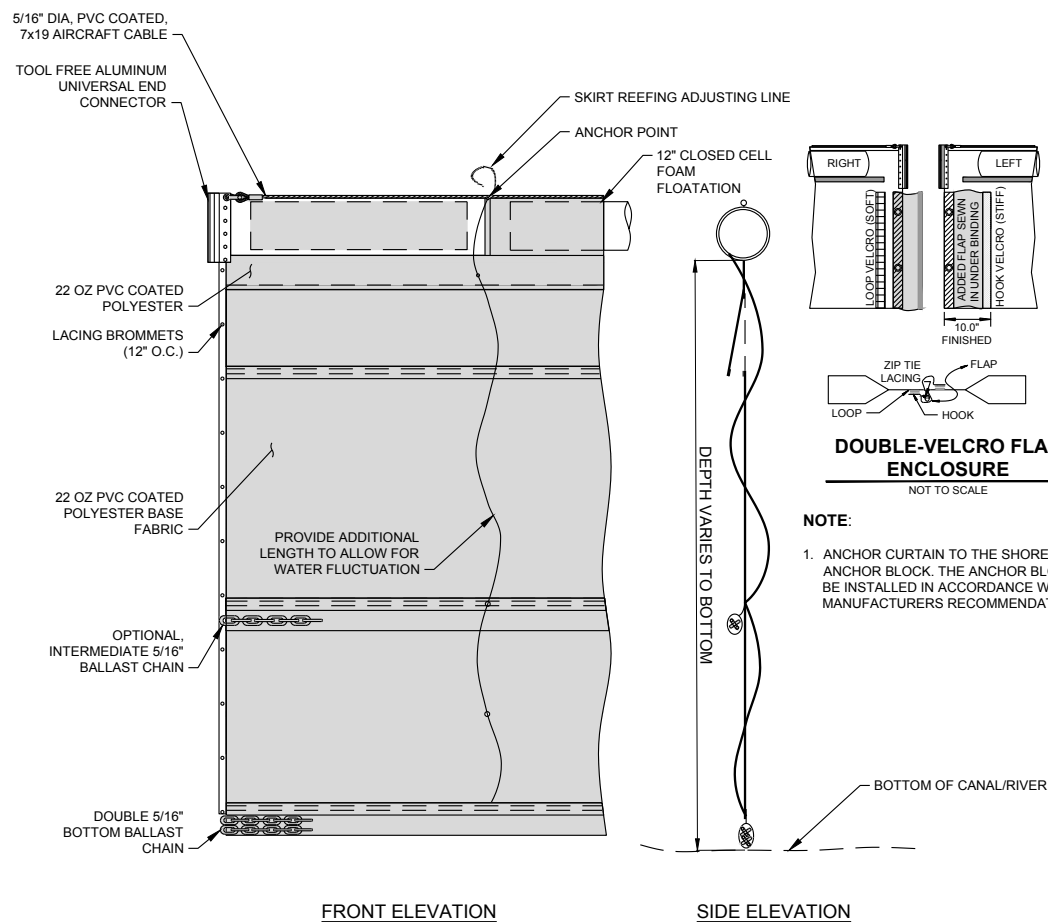 5/16" DIA, PVC COATED,
7x19 AIRCRAFT CABLE
TOOL FREE ALUMINUM
UNIVERSAL END
CONNECTOR
SKIRT REEFING ADJUSTING LINE
ANCHOR POINT
12" CLOSED CELL
FOAM
FLOATATION
22 OZ PVC COATED
POLYESTER
LACING BROMMETS
(12" O.C.)
22 OZ PVC COATED
POLYESTER BASE
FABRIC
PROVIDE ADDITIONAL
LENGTH TO ALLOW FOR
WATER FLUCTUATION
OPTIONAL,
INTERMEDIATE 5/16"
BALLAST CHAIN
DOUBLE 5/16"
BOTTOM BALLAST
CHAIN
FRONT ELEVATION
DEPTH VARIES TO BOTTOM
BOTTOM OF CANAL/RIVER
SIDE ELEVATION
RIGHT
LEFT
LOOP VELCRO (SOFT)
ADDED FLAP SEWN
IN UNDER BINDING
HOOK VELCRO (STIFF)
10.0"
FINISHED
ZIP TIE
LACING
FLAP
LOOP
HOOK
DOUBLE-VELCRO FLA
ENCLOSURE
NOT TO SCALE
NOTE:
1. ANCHOR CURTAIN TO THE SHORE
ANCHOR BLOCK. THE ANCHOR BLO
BE INSTALLED IN ACCORDANCE W
MANUFACTURERS RECOMMENDAT